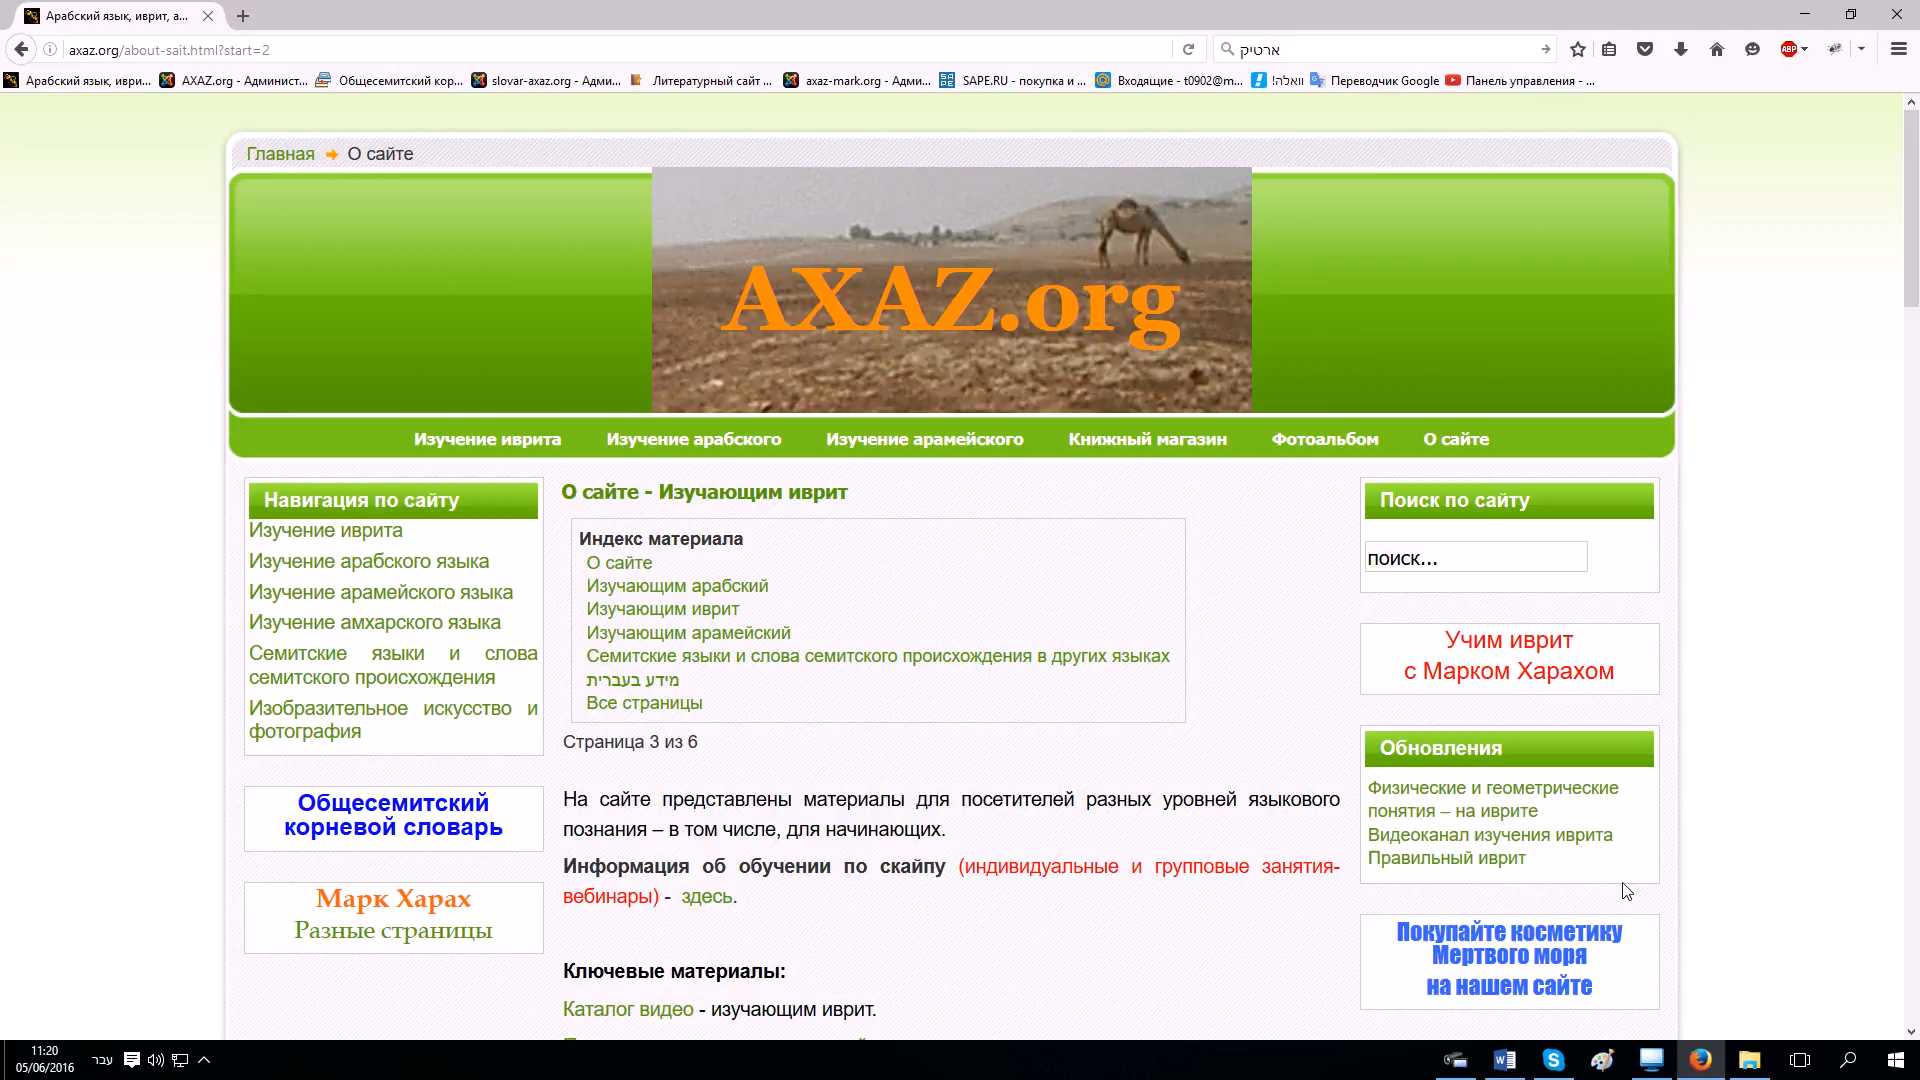 Арабский язык, иврит, а...
axaz.org/about-sait.html?start=2
ארטיק
ABP
Арабский язык, иври...
AXAZ.org - Админист...
Общесемитский кор...
slovar-axaz.org - Адми...
Литературный сайт ...
axaz-mark.org - Адми...
SAPE.RU - покупка и ...
Входящие - t0902@m...
וואלה!
Переводчик Google
Панель управления - ...
Главная О сайте
AXAZ.org
Изучение иврита
Изучение арабского
Изучение арамейского
Книжный магазин
Фотоальбом
О сайте
Навигация по сайту
Изучение иврита
Изучение арабского языка
Изучение арамейского языка
Изучение амхарского языка
Семитские языки и слова
семитского происхождения
Изобразительное искусство и
фотография
Общесемитский
корневой словарь
Марк Харах
Разные страницы
О сайте - Изучающим иврит
Индекс материала
О сайте
Изучающим арабский
Изучающим иврит
Изучающим арамейский
Семитские языки и слова семитского происхождения в других языках
מידע בעברית
Все страницы
Страница 3 из 6
На сайте представлены материалы для посетителей разных уровней языкового
познания – в том числе, для начинающих.
Информация об обучении по скайпу (индивидуальные и групповые занятия-
вебинары) - здесь.
Ключевые материалы:
Каталог видео - изучающим иврит.
Поиск по сайту
поиск...
Учим иврит
с Марком Харахом
Обновления
Физические и геометрические
понятия – на иврите
Видеоканал изучения иврита
Правильный иврит
Покупайте косметику
Мертвого моря
на нашем сайте
11:20
05/06/2016
עבר